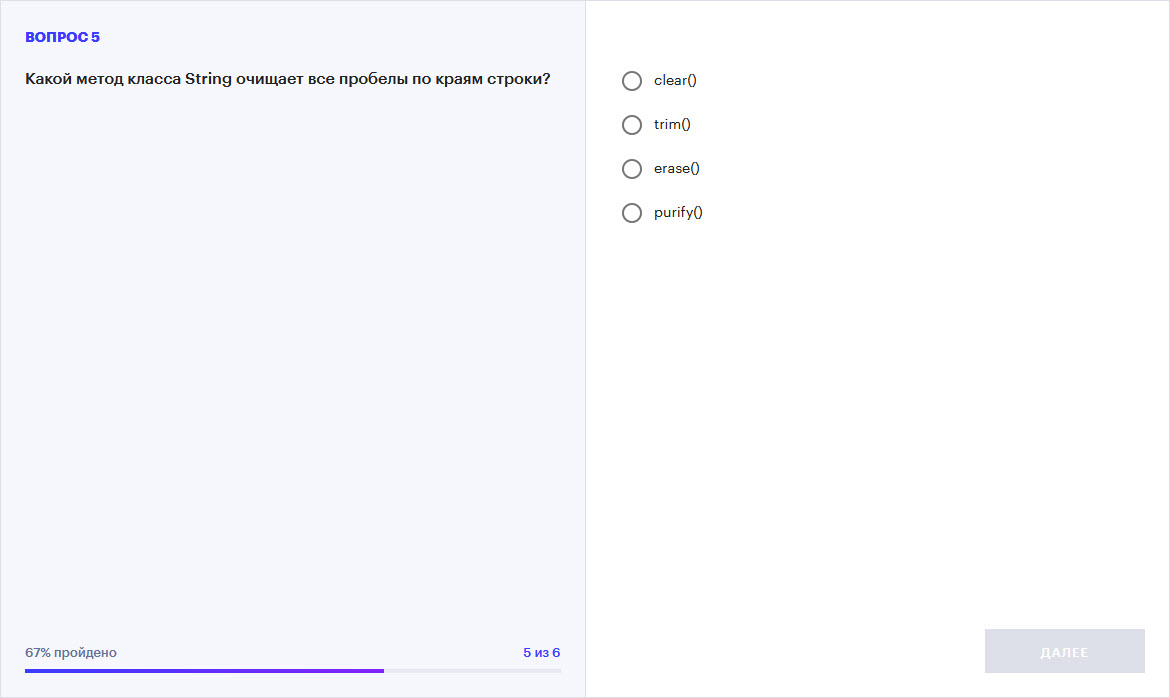 ВОПРОС 5
Какой метод класса String очищает все пробелы по краям строки?
clear()
trim()
erase()
purify()
67% пройдено
5 из 6
ДАЛЕЕ